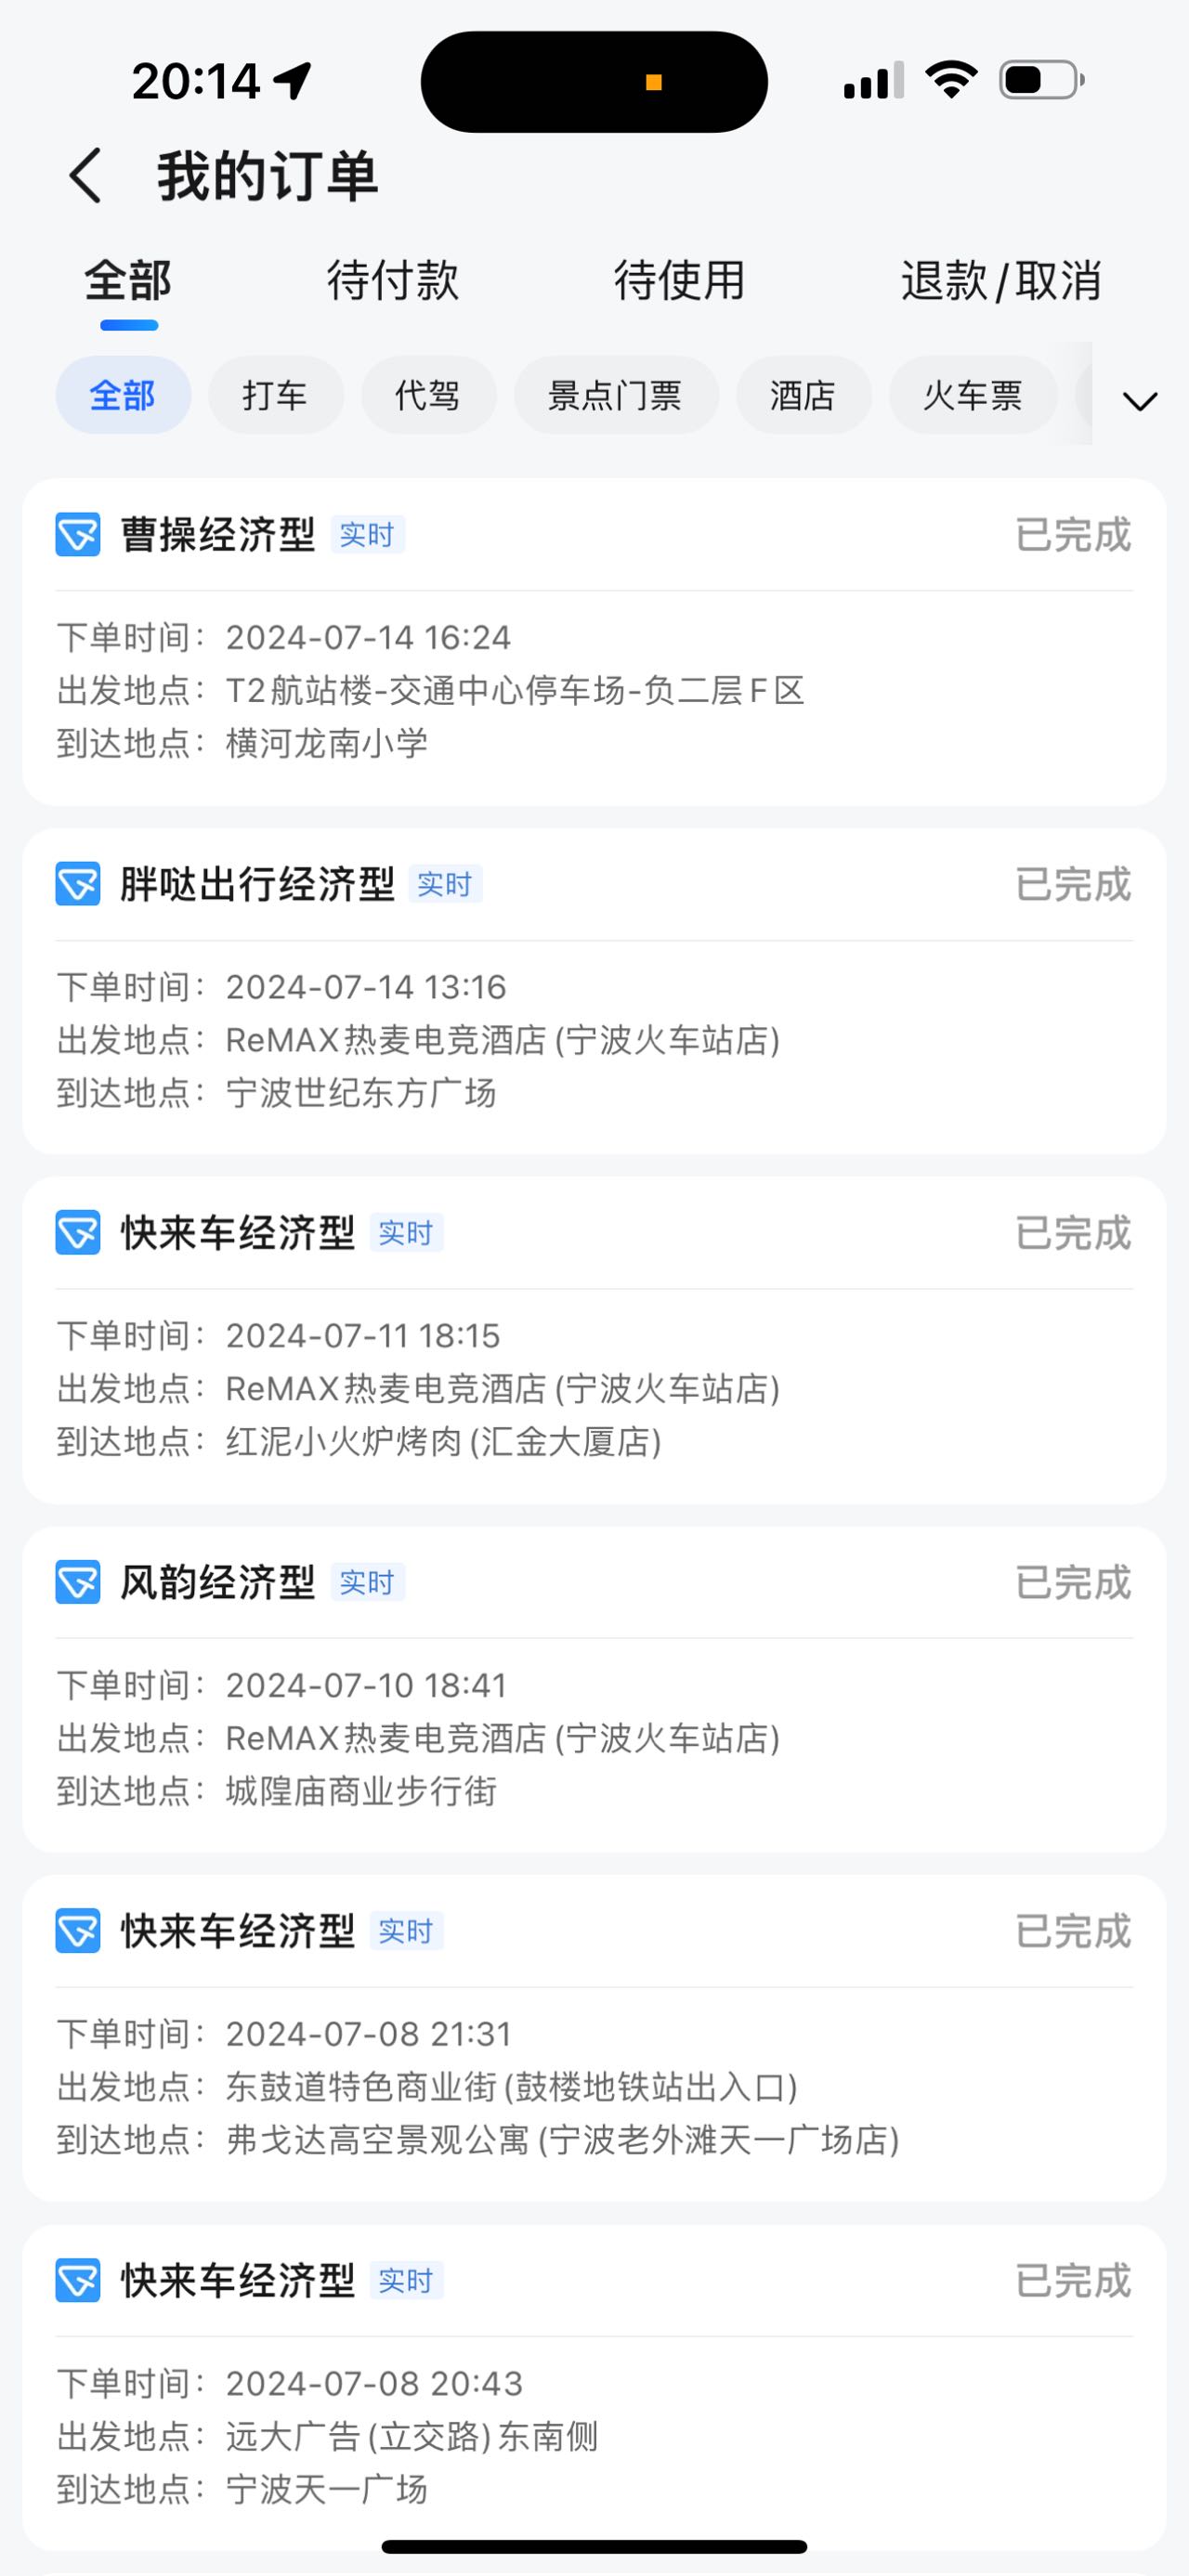 20:14
我的订单
全部 待付款 待使用 退款/取消
全部 打车 代驾 景点门票 酒店 火车票
曹操经济型 实时 已完成
下单时间：2024-07-14 16:24
出发地点：T2航站楼-交通中心停车场-负二层F区
到达地点：横河龙南小学
胖哒出行经济型 实时 已完成
下单时间：2024-07-14 13:16
出发地点：ReMAX热麦电竞酒店(宁波火车站店)
到达地点：宁波世纪东方广场
快来车经济型 实时 已完成
下单时间：2024-07-11 18:15
出发地点：ReMAX热麦电竞酒店(宁波火车站店)
到达地点：红泥小火炉烤肉(汇金大厦店)
风韵经济型 实时 已完成
下单时间：2024-07-10 18:41
出发地点：ReMAX热麦电竞酒店(宁波火车站店)
到达地点：城隍庙商业步行街
快来车经济型 实时 已完成
下单时间：2024-07-08 21:31
出发地点：东鼓道特色商业街(鼓楼地铁站出入口)
到达地点：弗戈达高空景观公寓(宁波老外滩天一广场店)
快来车经济型 实时 已完成
下单时间：2024-07-08 20:43
出发地点：远大广告(立交路)东南侧
到达地点：宁波天一广场